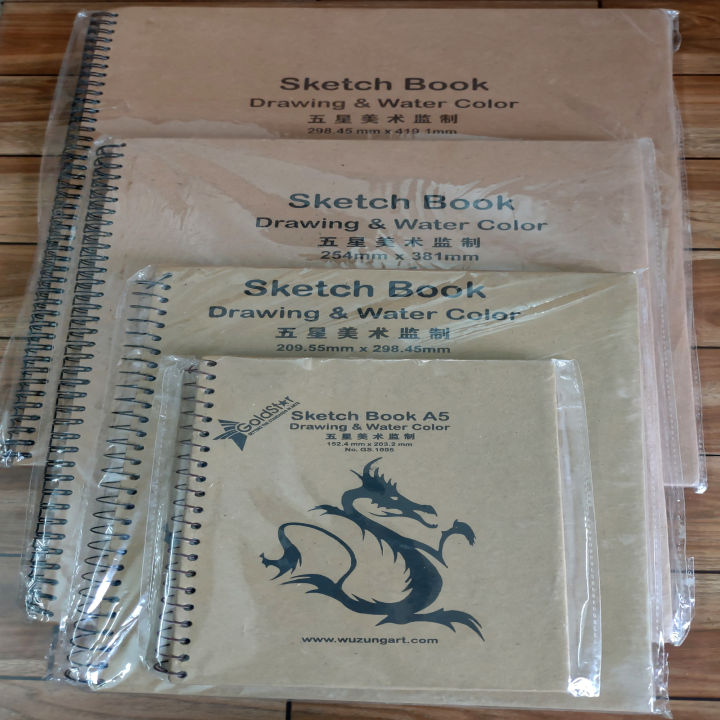 Sketch Book
Drawing & Water Color
五星美术监制
298.45 mm x 419.1mm
Sketch Book
Drawing & Water Color
五星美术监制
254mm x 381mm
Sketch Book
Drawing & Water Color
五星美术监制
209.55mm x 298.45mm
GoldStar
Sketch Book A5
Drawing & Water Color
五星美术监制
152.4 mm x 203.2 mm
No. GS.1605
www.wuzungart.com